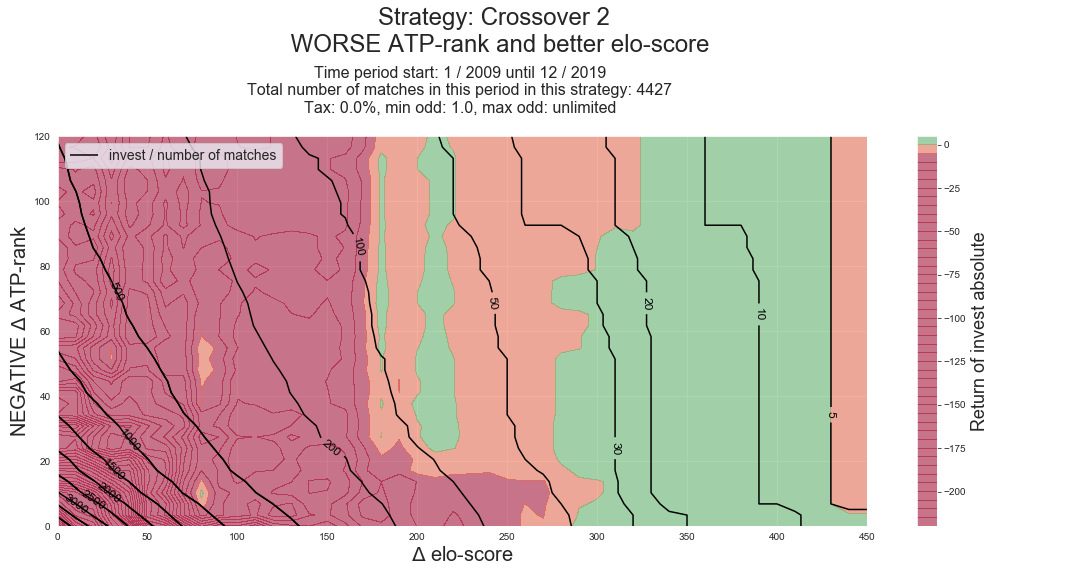 Strategy: Crossover 2
WORSE ATP-rank and better elo-score
Time period start: 1 / 2009 until 12 / 2019
Total number of matches in this period in this strategy: 4427
Tax: 0.0%, min odd: 1.0, max odd: unlimited
invest / number of matches
NEGATIVE Δ ATP-rank
120
100
80
60
40
20
0
0 50 100 150 200 250 300 350 400 450
Δ elo-score
500
1000
1500
2000
2500
3000
200
100
50
30
20
10
5
0
−25
−50
−75
−100
−125
−150
−175
−200
Return of invest absolute